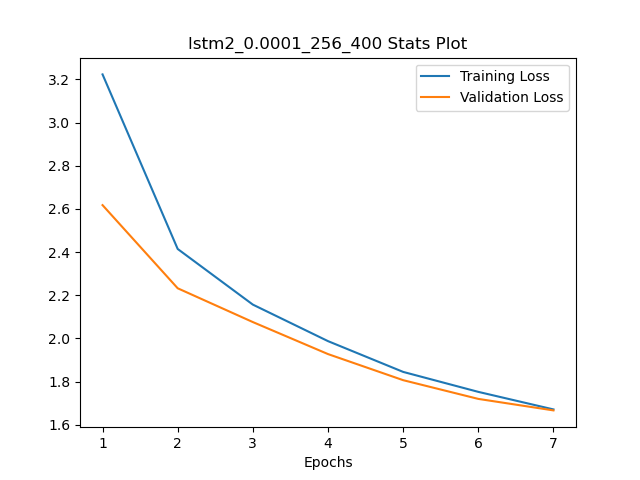 lstm2_0.0001_256_400 Stats Plot
Training Loss
Validation Loss
3.2
3.0
2.8
2.6
2.4
2.2
2.0
1.8
1.6
1 2 3 4 5 6 7
Epochs